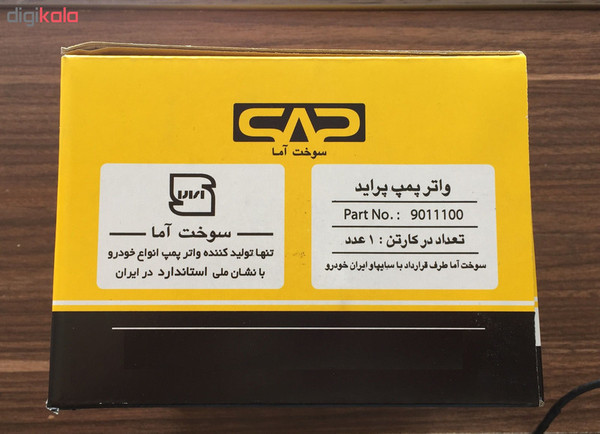 digikala
SAP
سوخت آما
واتر پمپ پراید
Part No. : 9011100
تعداد در کارتن : ۱ عدد
سوخت آما طرف قرارداد با سایپا و ایران خودرو
سوخت آما
تنها تولید کننده واتر پمپ انواع خودرو
با نشان ملی استاندارد در ایران